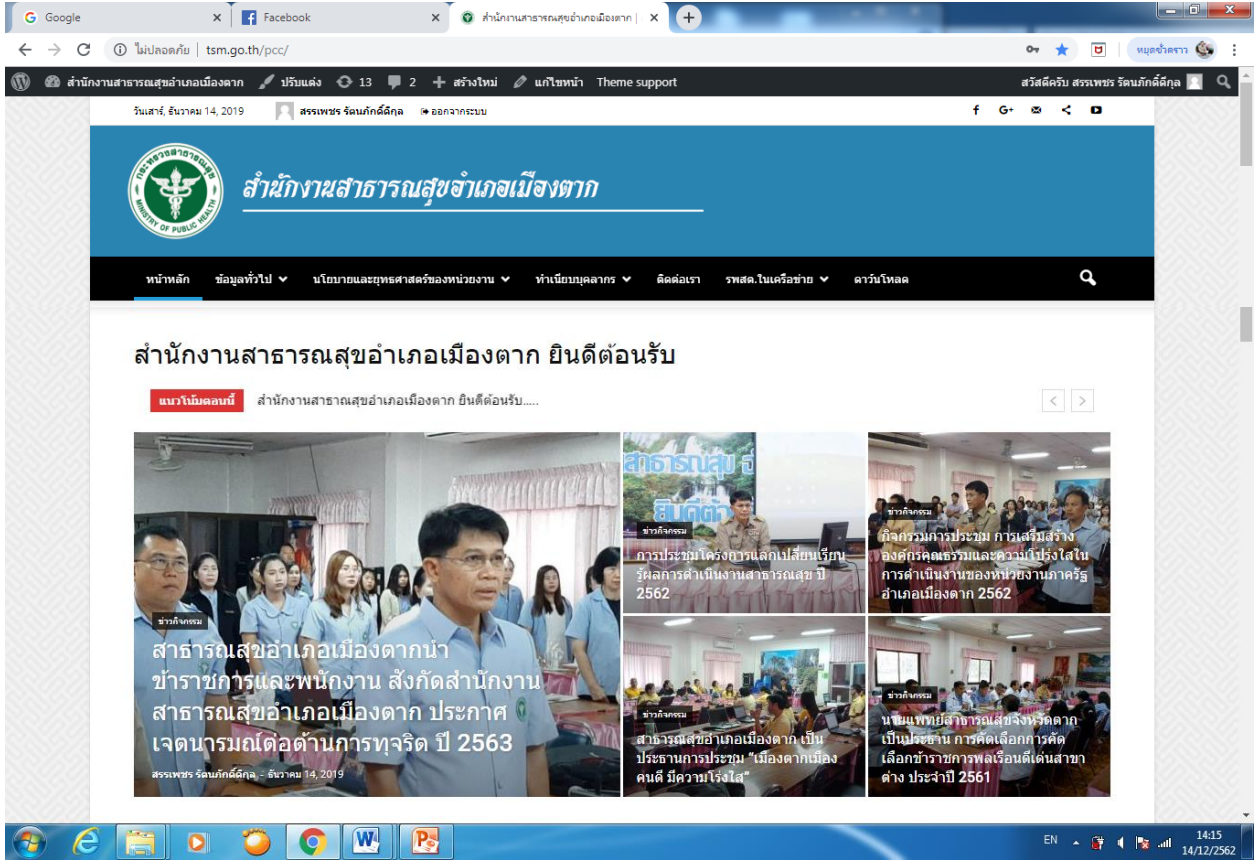 Google
Facebook
สำนักงานสาธารณสุขอำเภอเมืองตาก |
ไม่ปลอดภัย | tsm.go.th/pcc/
หยุดชั่วคราว
สำนักงานสาธารณสุขอำเภอเมืองตาก ปรับแต่ง 13 2 สร้างใหม่ แก้ไขหน้า Theme support สวัสดีครับ สรรเพชร รัตนภักดิ์ดีกุล
วันเสาร์, ธันวาคม 14, 2019 สรรเพชร รัตนภักดิ์ดีกุล ออกจากระบบ
กระทรวงสาธารณสุข
MINISTRY OF PUBLIC HEALTH
สำนักงานสาธารณสุขอำเภอเมืองตาก
หน้าหลัก ข้อมูลทั่วไป นโยบายและยุทธศาสตร์ของหน่วยงาน ทำเนียบบุคลากร ติดต่อเรา รพสต.ในเครือข่าย ดาว์นโหลด
สำนักงานสาธารณสุขอำเภอเมืองตาก ยินดีต้อนรับ
แนวโน้มตอนนี้ สำนักงานสาธาณสุขอำเภอเมืองตาก ยินดีต้อนรับ.....
ข่าวกิจกรรม
สาธารณสุขอำเภอเมืองตากนำ
ข้าราชการและพนักงาน สังกัดสำนักงาน
สาธารณสุขอำเภอเมืองตาก ประกาศ
เจตนารมณ์ต่อต้านการทุจริต ปี 2563
สรรเพชร รัตนภักดิ์ดีกุล - ธันวาคม 14, 2019
ข่าวกิจกรรม
การประชุมโครงการแลกเปลี่ยนเรียน
รู้ผลการดำเนินงานสาธารณสุข ปี
2562
ข่าวกิจกรรม
กิจกรรมการประชุม การเสริมสร้าง
องค์กรคุณธรรมและความโปร่งใสใน
การดำเนินงานของหน่วยงานภาครัฐ
อำเภอเมืองตาก 2562
ข่าวกิจกรรม
สาธารณสุขอำเภอเมืองตาก เป็น
ประธานการประชุม “เมืองตากเมือง
คนดี มีความโร่งใส”
ข่าวกิจกรรม
นายแพทย์สาธารณสุขจังหวัดตาก
เป็นประธาน การคัดเลือกการคัด
เลือกข้าราชการพลเรือนดีเด่นสาขา
ต่าง ประจำปี 2561
EN
14:15
14/12/2562